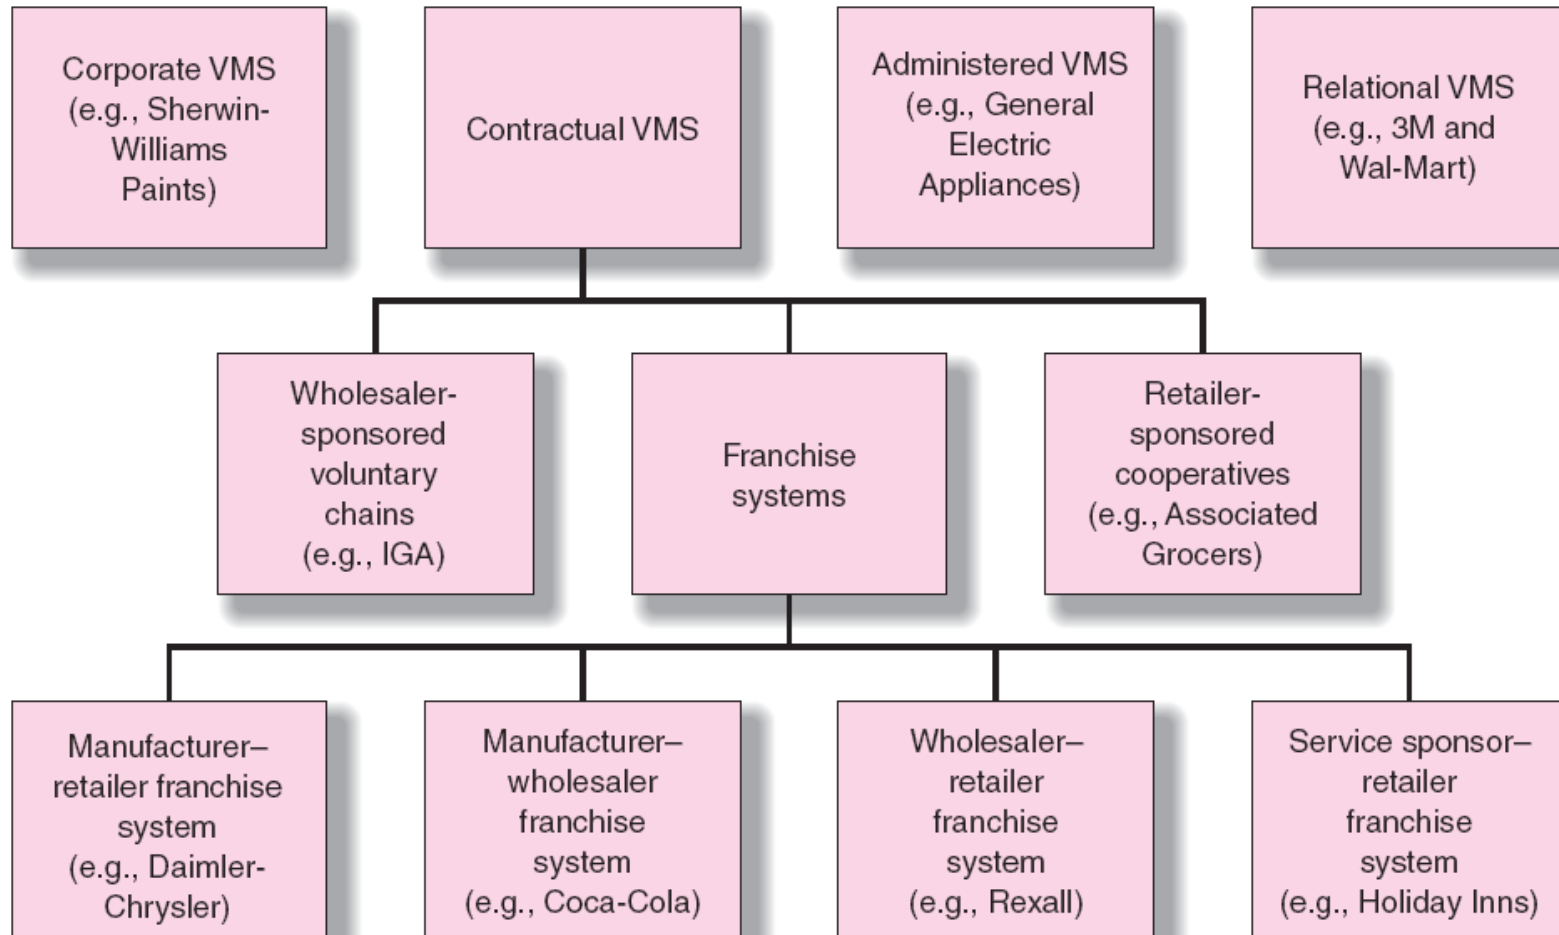 Corporate VMS
(e.g., Sherwin-
Williams
Paints)
Contractual VMS
Administered VMS
(e.g., General
Electric
Appliances)
Relational VMS
(e.g., 3M and
Wal-Mart)
Wholesaler-
sponsored
voluntary
chains
(e.g., IGA)
Franchise
systems
Retailer-
sponsored
cooperatives
(e.g., Associated
Grocers)
Manufacturer–
retailer franchise
system
(e.g., Daimler-
Chrysler)
Manufacturer–
wholesaler
franchise
system
(e.g., Coca-Cola)
Wholesaler–
retailer
franchise
system
(e.g., Rexall)
Service sponsor–
retailer
franchise
system
(e.g., Holiday Inns)